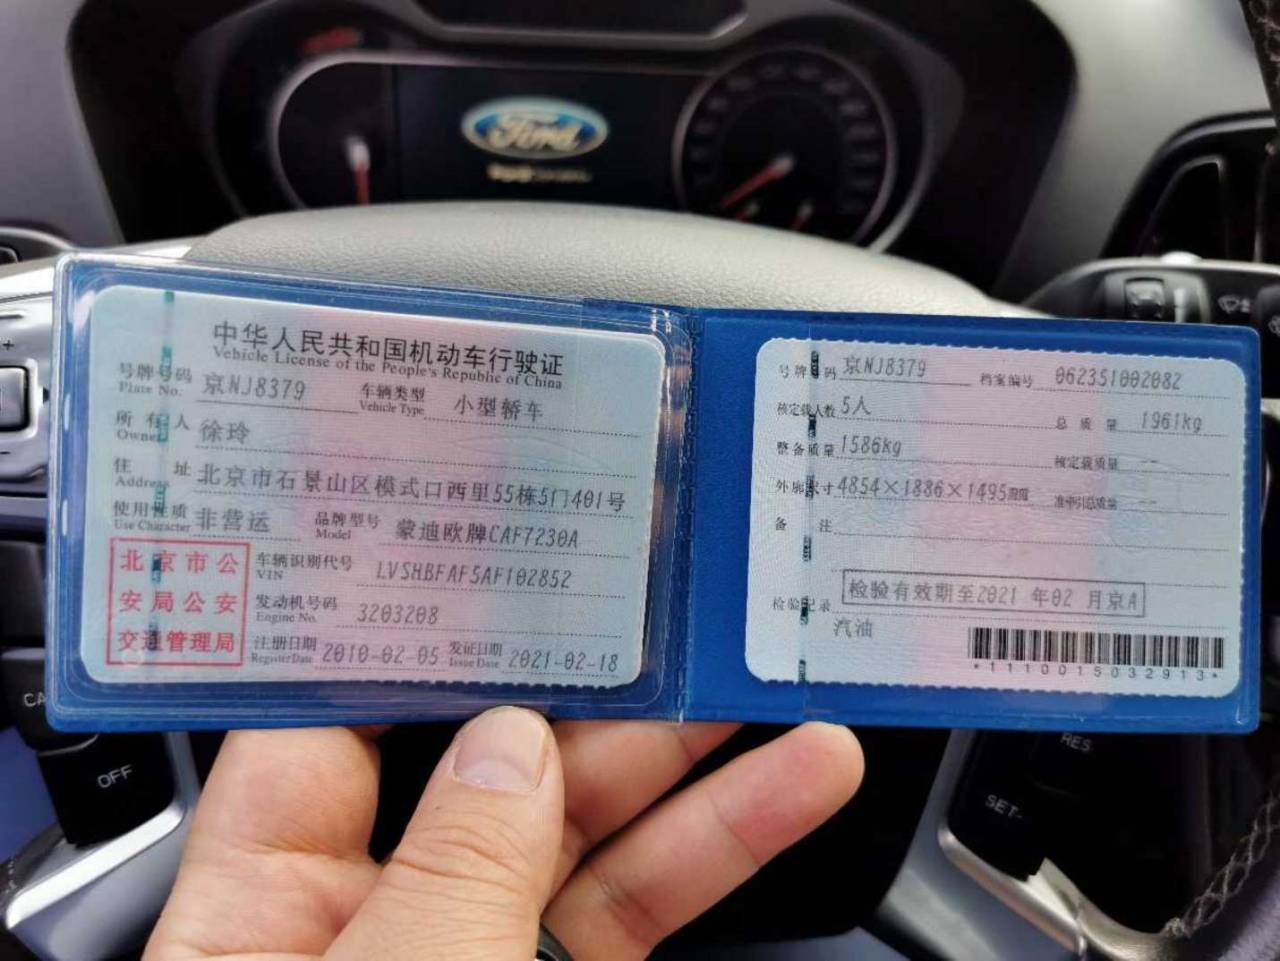 Ford
中华人民共和国机动车行驶证
Vehicle License of the People's Republic of China
号牌号码 京NJ8379 车辆类型 小型轿车
Plate No. Vehicle Type
所有人 徐玲
Owner
住址 北京市石景山区模式口西里55栋5门401号
Address
使用性质 非营运 品牌型号 蒙迪欧牌CAF7230A
Use Character Model
北京市公
安局公安
交通管理局
车辆识别代号 LVSHBFAF5AF102852
VIN
发动机号码 3203208
Engine No.
注册日期 2010-02-05 发证日期 2021-02-18
Register Date Issue Date
号牌号码 京NJ8379 档案编号 062351002082
核定载人数 5人 总质量 1961kg
整备质量 1586kg 核定载质量 --
外廓尺寸 4854×1886×1495mm 准牵引总质量 --
备注
检验记录 检验有效期至2021年02月京A
汽油
*1110015032913*
OFF
RES
SET-